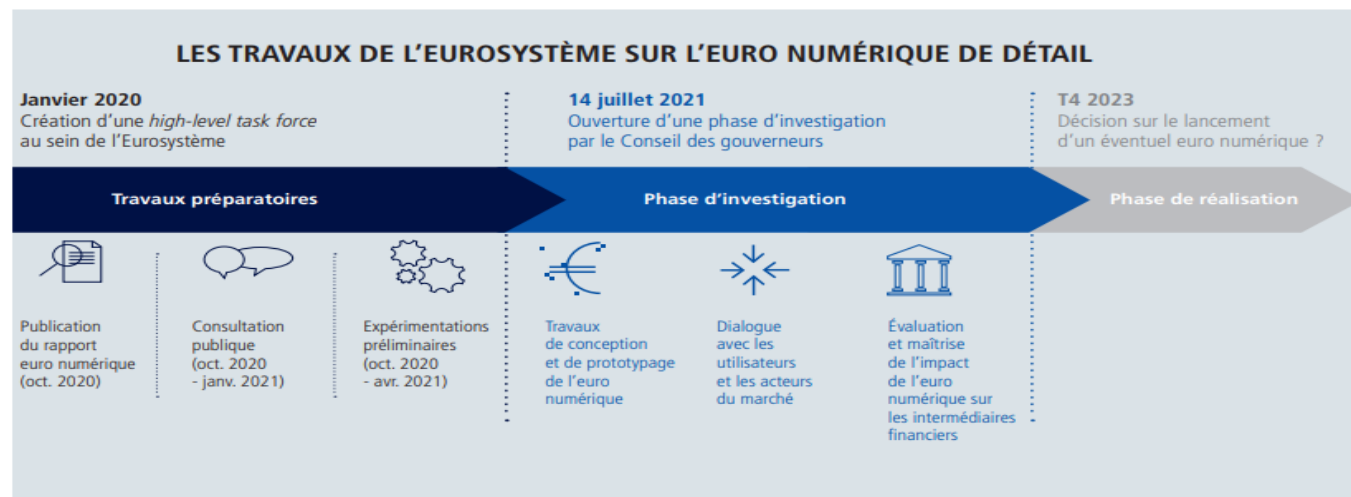 LES TRAVAUX DE L'EUROSYSTÈME SUR L'EURO NUMÉRIQUE DE DÉTAIL
Janvier 2020
Création d'une high-level task force
au sein de l'Eurosystème
14 juillet 2021
Ouverture d'une phase d'investigation
par le Conseil des gouverneurs
T4 2023
Décision sur le lancement
d'un éventuel euro numérique ?
Travaux préparatoires
Phase d'investigation
Phase de réalisation
Publication
du rapport
euro numérique
(oct. 2020)
Consultation
publique
(oct. 2020
- janv. 2021)
Expérimentations
préliminaires
(oct. 2020
- avr. 2021)
Travaux
de conception
et de prototypage
de l'euro
numérique
Dialogue
avec les
utilisateurs
et les acteurs
du marché
Évaluation
et maîtrise
de l'impact
de l'euro
numérique sur
les intermédiaires
financiers